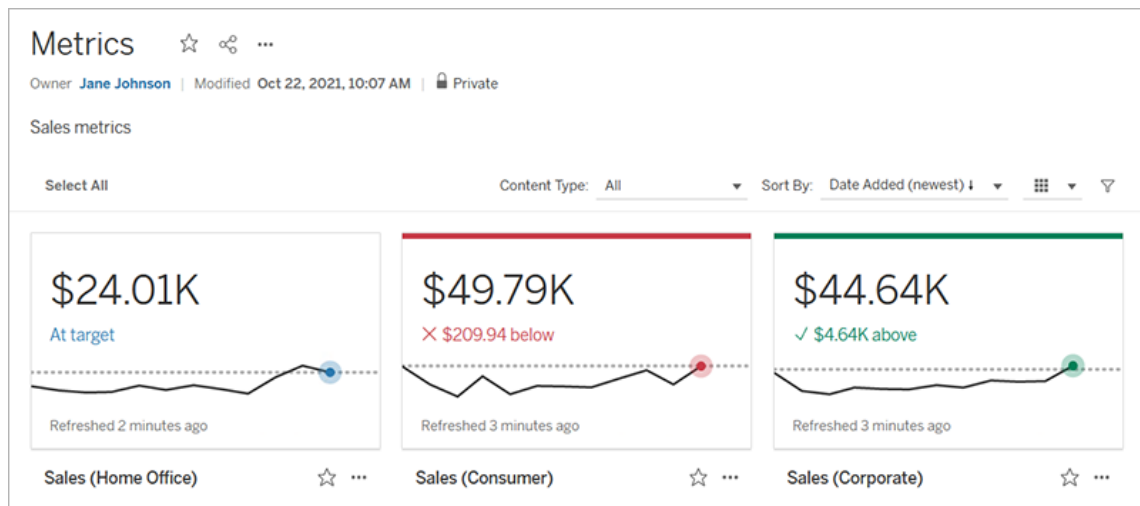 Metrics
Owner Jane Johnson | Modified Oct 22, 2021, 10:07 AM | Private
Sales metrics
Select All
Content Type: All
Sort By: Date Added (newest) ↓
$24.01K
At target
Refreshed 2 minutes ago
Sales (Home Office)
$49.79K
$209.94 below
Refreshed 3 minutes ago
Sales (Consumer)
$44.64K
$4.64K above
Refreshed 3 minutes ago
Sales (Corporate)